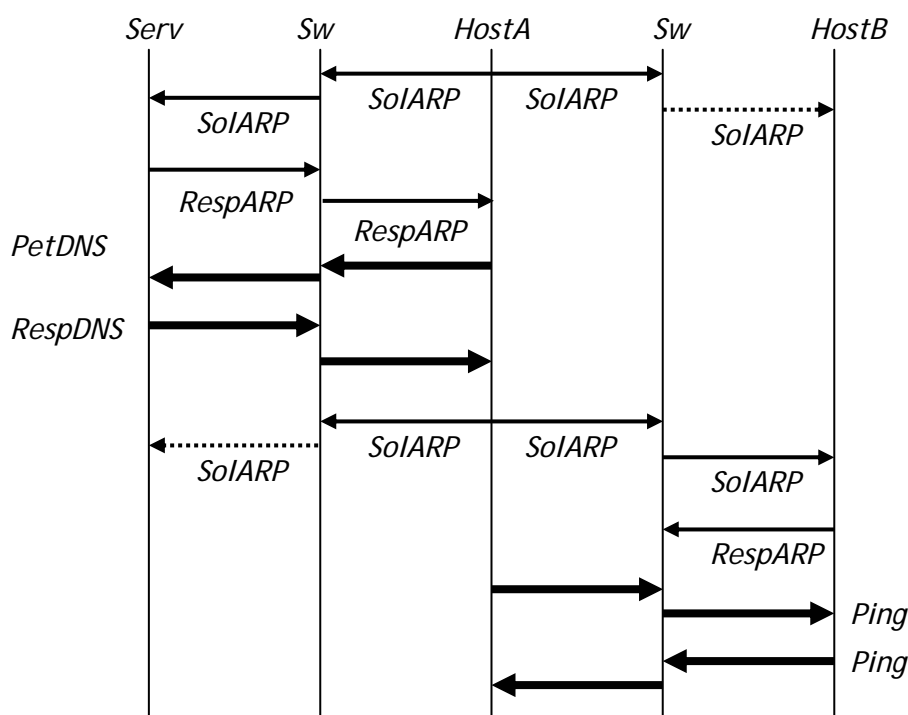 Serv Sw HostA Sw HostB
SolARP SolARP
SolARP
SolARP
RespARP
RespARP
PetDNS
RespDNS
SolARP SolARP
SolARP
SolARP
RespARP
Ping
Ping